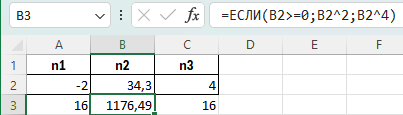 B3 fx =ЕСЛИ(B2>=0;B2^2;B2^4)
A B C D E F
1 n1 n2 n3
2 -2 34,3 4
3 16 1176,49 16